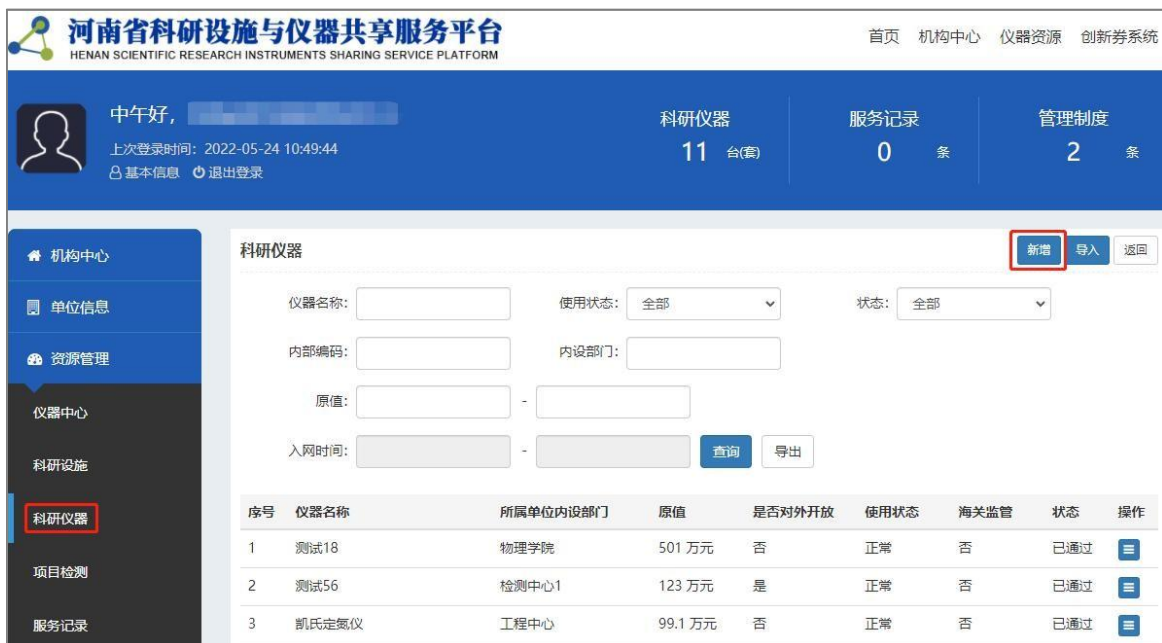 河南省科研设施与仪器共享服务平台
HENAN SCIENTIFIC RESEARCH INSTRUMENTS SHARING SERVICE PLATFORM
首页 机构中心 仪器资源 创新券系统
中午好,
上次登录时间: 2022-05-24 10:49:44
基本信息 退出登录
科研仪器
11 台(套)
服务记录
0 条
管理制度
2 条
机构中心
单位信息
资源管理
仪器中心
科研设施
科研仪器
项目检测
服务记录
科研仪器
新增 导入 返回
仪器名称: 使用状态: 全部 状态: 全部
内部编码: 内设部门:
原值: -
入网时间: - 查询 导出
序号 仪器名称 所属单位内设部门 原值 是否对外开放 使用状态 海关监管 状态 操作
1 测试18 物理学院 501 万元 否 正常 否 已通过
2 测试56 检测中心1 123 万元 是 正常 否 已通过
3 凯氏定氮仪 工程中心 99.1 万元 否 正常 否 已通过